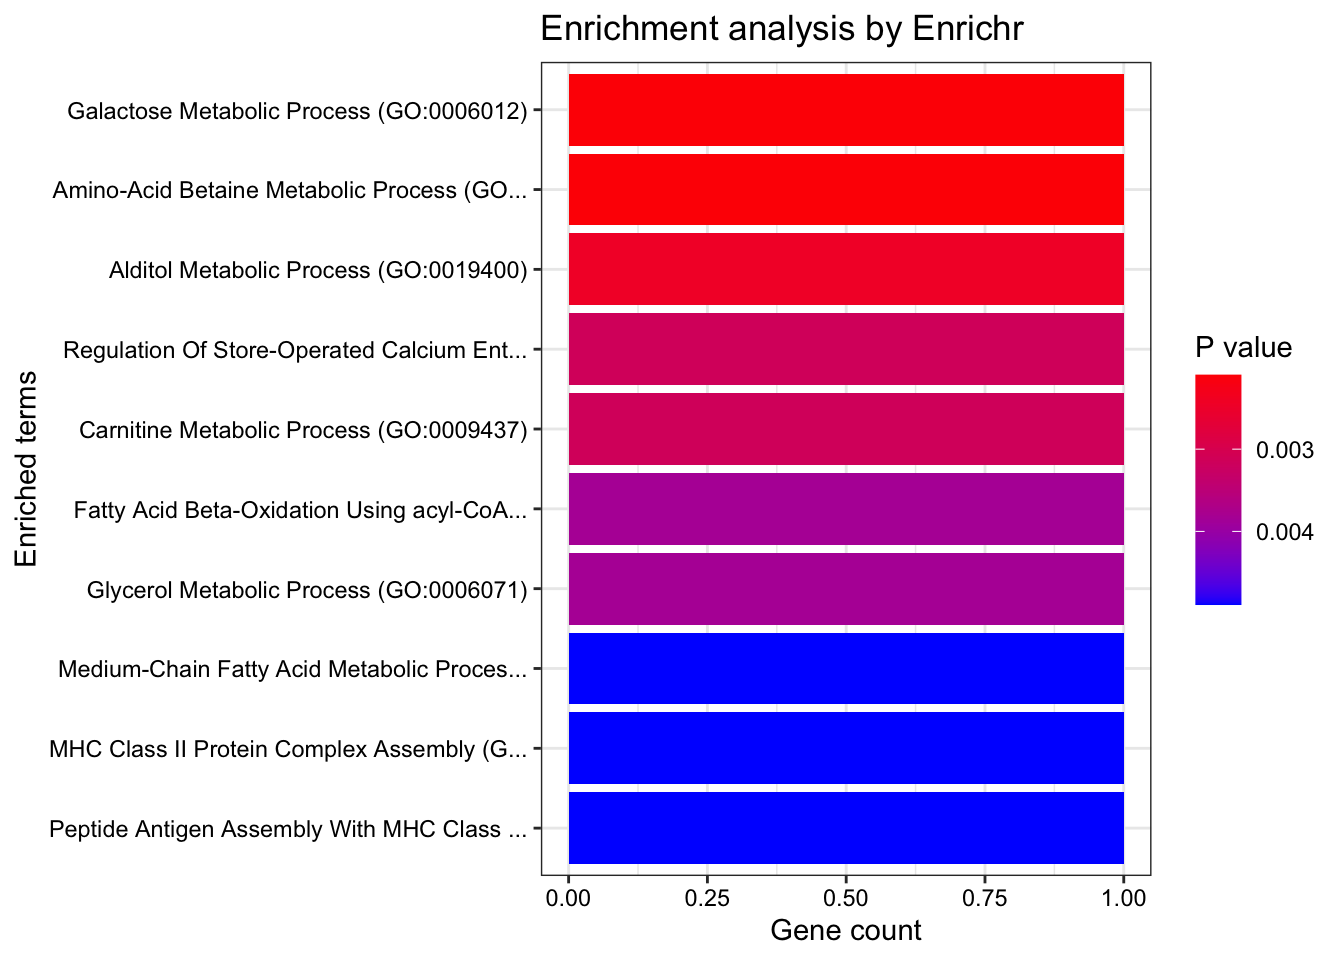 Enrichment analysis by Enrichr
Galactose Metabolic Process (GO:0006012)
Amino-Acid Betaine Metabolic Process (GO...
Alditol Metabolic Process (GO:0019400)
Regulation Of Store-Operated Calcium Ent...
Carnitine Metabolic Process (GO:0009437)
Fatty Acid Beta-Oxidation Using acyl-CoA...
Glycerol Metabolic Process (GO:0006071)
Medium-Chain Fatty Acid Metabolic Proces...
MHC Class II Protein Complex Assembly (G...
Peptide Antigen Assembly With MHC Class ...
Enriched terms
0.00 0.25 0.50 0.75 1.00
Gene count
P value
0.003
0.004